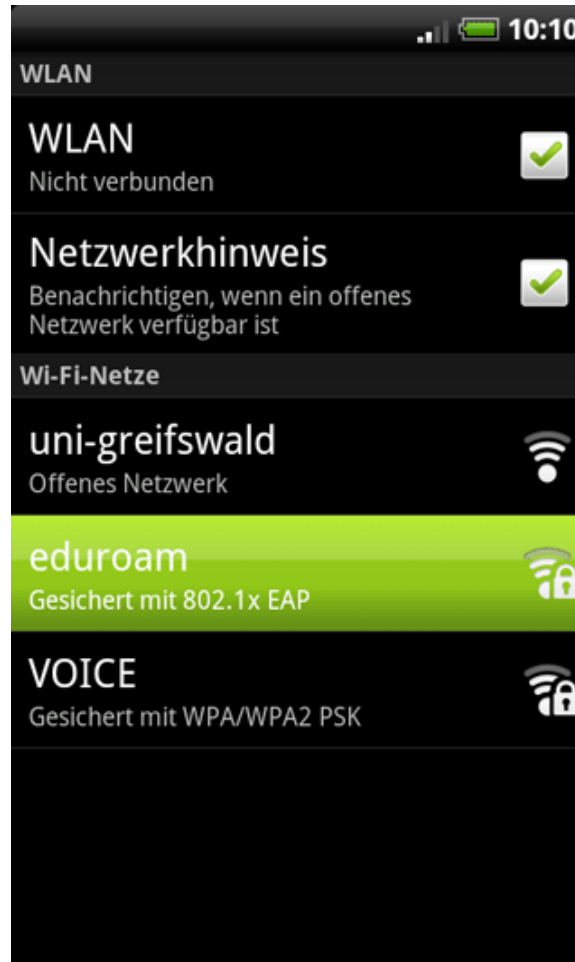 10:10
WLAN
WLAN
Nicht verbunden
Netzwerkhinweis
Benachrichtigen, wenn ein offenes
Netzwerk verfügbar ist
Wi-Fi-Netze
uni-greifswald
Offenes Netzwerk
eduroam
Gesichert mit 802.1x EAP
VOICE
Gesichert mit WPA/WPA2 PSK